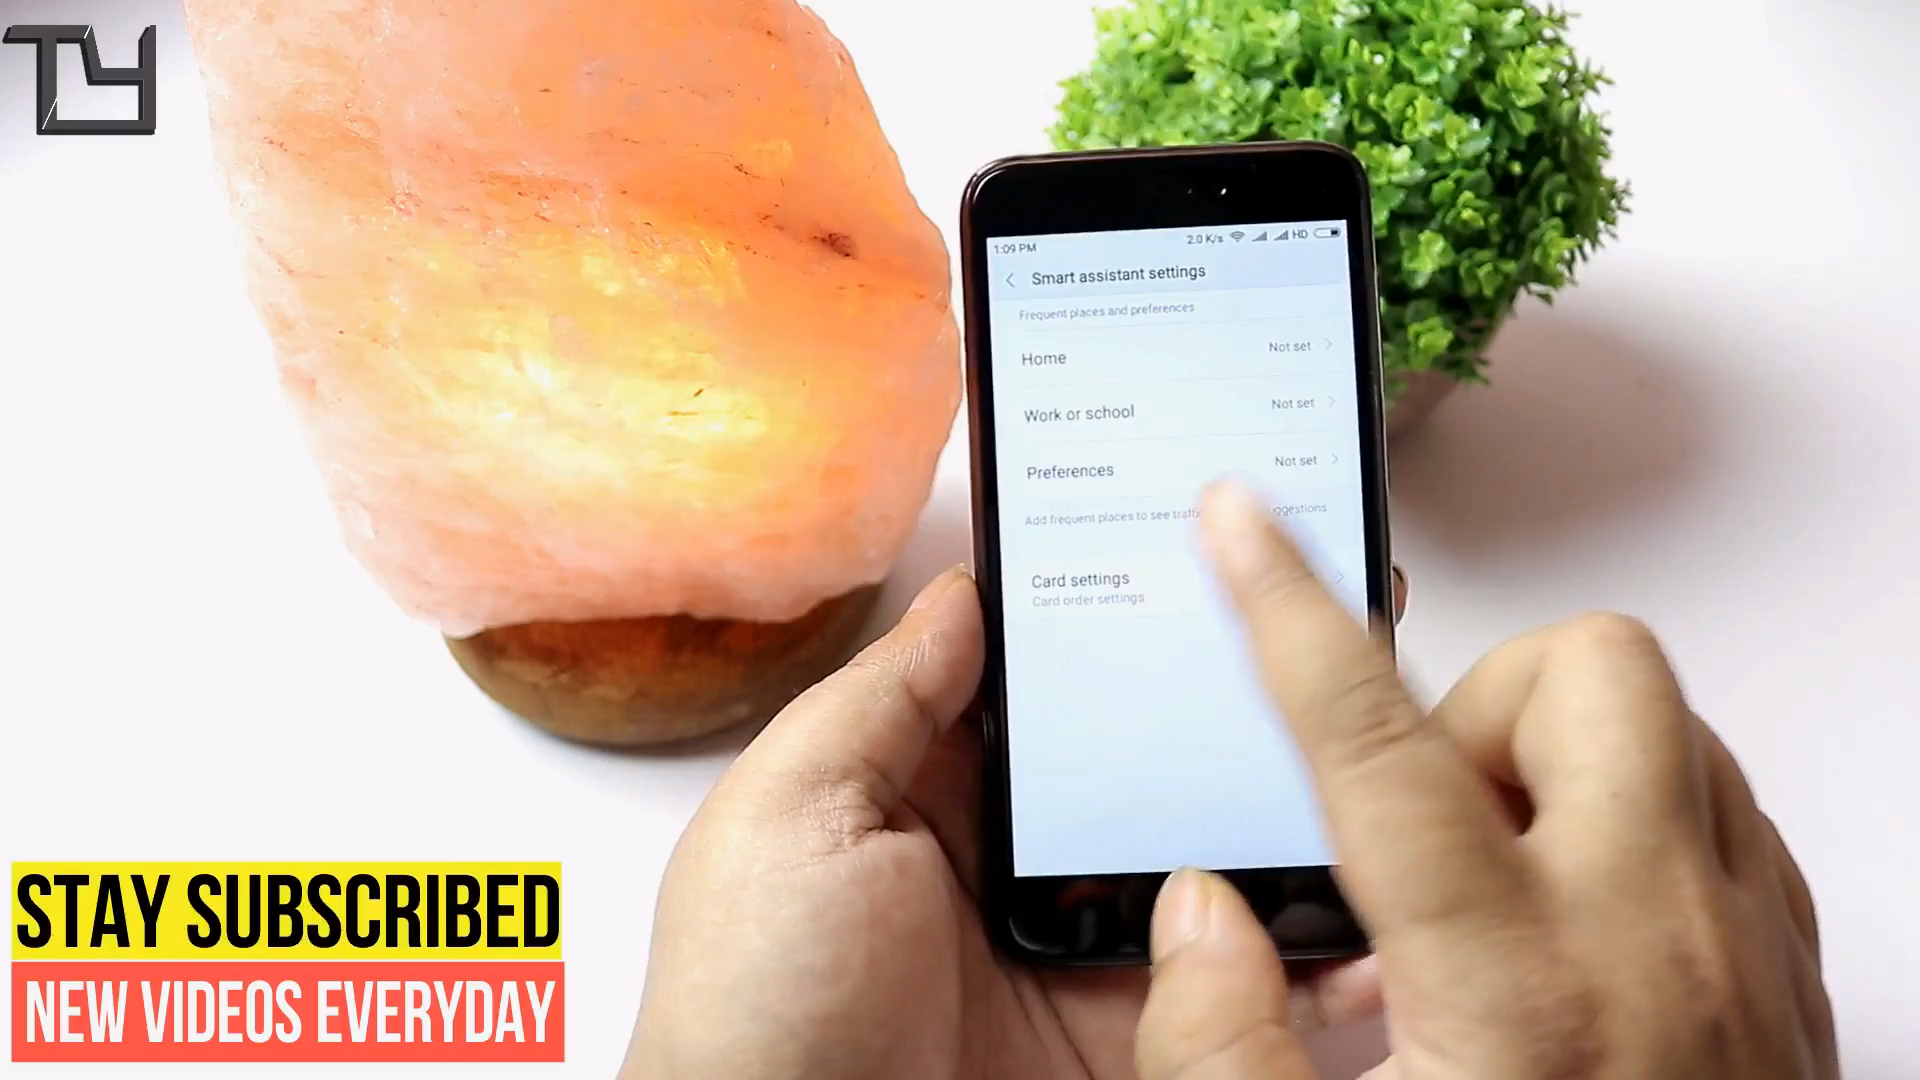 TY
1:09 PM
2.0 K/s HD
Smart assistant settings
Frequent places and preferences
Home
Not set
Work or school
Not set
Preferences
Not set
Add frequent places to see
Card settings
Card order settings
STAY SUBSCRIBED
NEW VIDEOS EVERYDAY